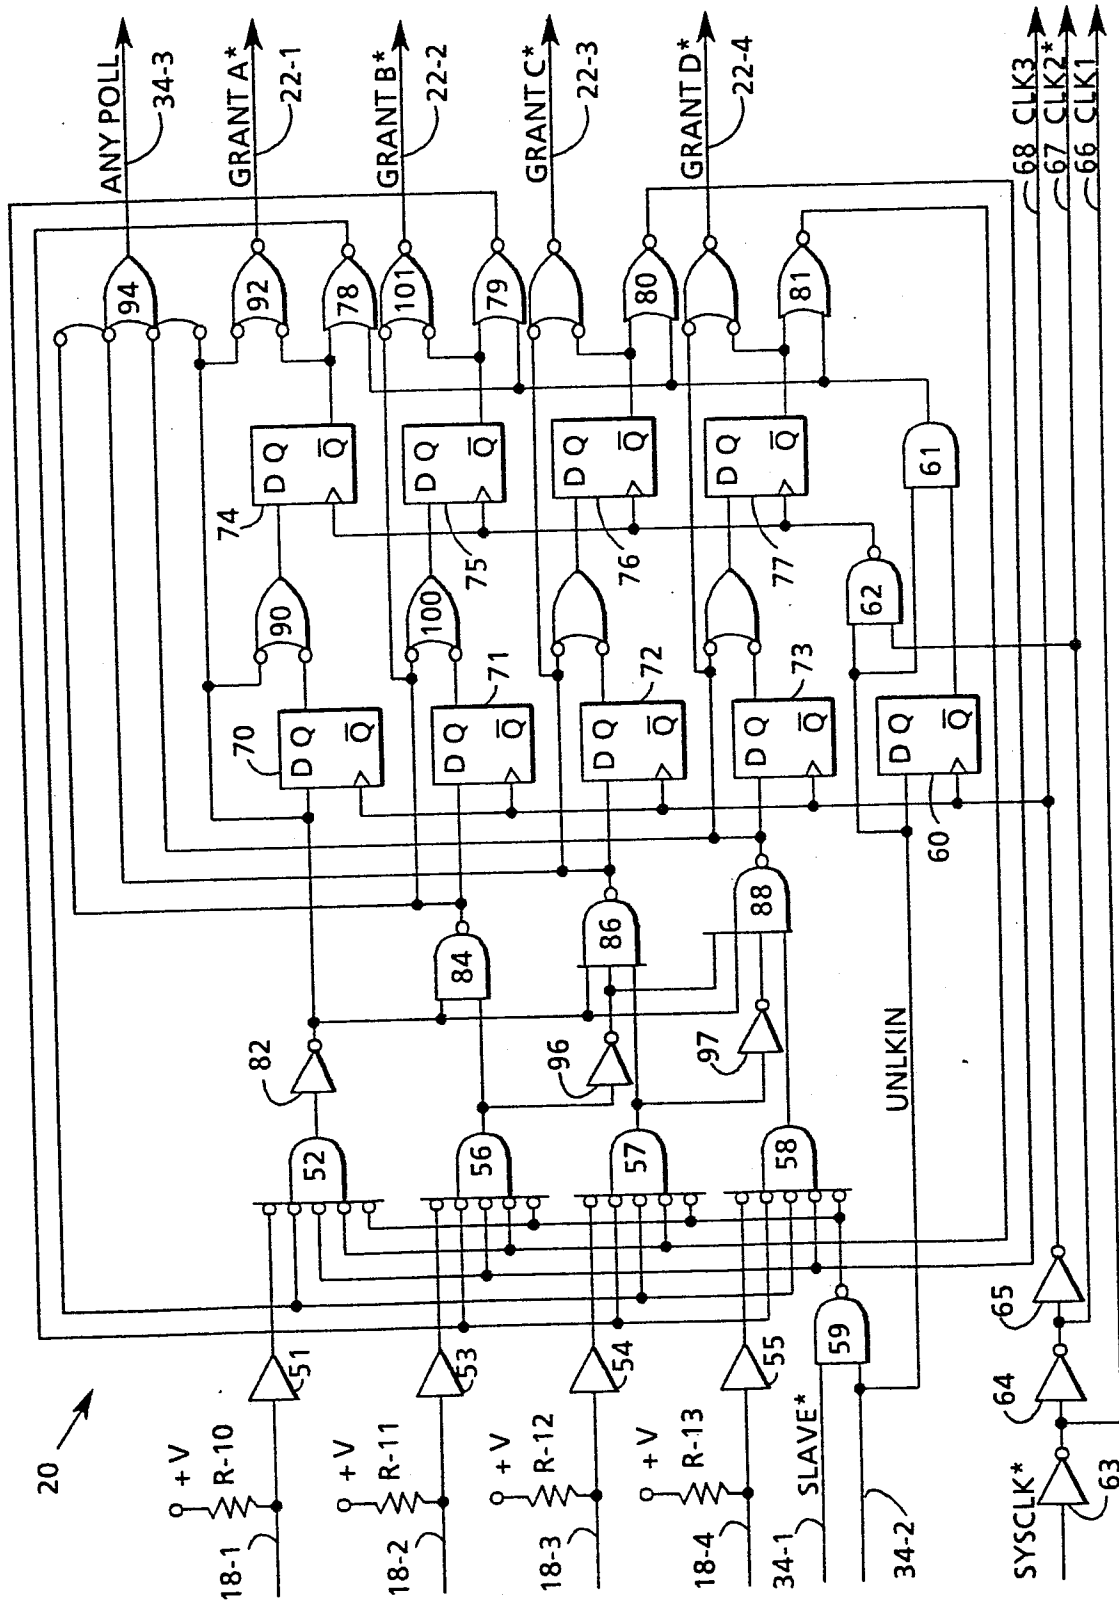 20
+V
R-10
18-1
51
+V
R-11
18-2
53
+V
R-12
18-3
54
+V
R-13
18-4
55
SLAVE*
34-1
34-2
59
SYSCLK*
63
64
65
52
56
57
58
82
96
97
84
86
88
UNLKIN
70
D Q
Q̅
71
D Q
Q̅
72
D Q
Q̅
73
D Q
Q̅
60
D Q
Q̅
90
100
62
61
74
D Q
Q̅
75
D Q
Q̅
76
D Q
Q̅
77
D Q
Q̅
94
92
78
101
79
80
81
ANY POLL
34-3
GRANT A*
22-1
GRANT B*
22-2
GRANT C*
22-3
GRANT D*
22-4
68 CLK3
67 CLK2*
66 CLK1